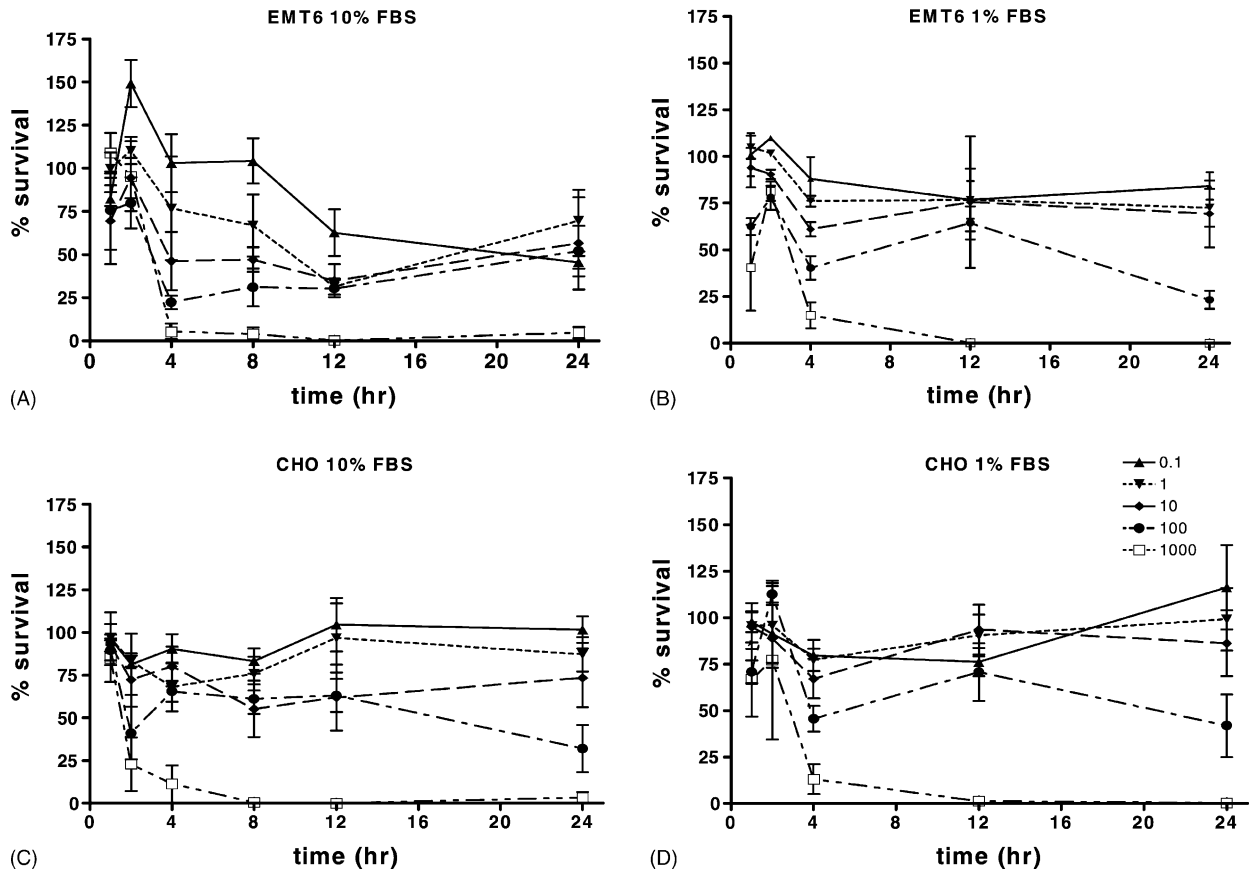 EMT6 10% FBS
175
150
125
100
75
50
25
0
% survival
0 4 8 12 16 20 24
time (hr)
(A)
EMT6 1% FBS
175
150
125
100
75
50
25
0
% survival
0 4 8 12 16 20 24
time (hr)
(B)
CHO 10% FBS
175
150
125
100
75
50
25
0
% survival
0 4 8 12 16 20 24
time (hr)
(C)
CHO 1% FBS
175
150
125
100
75
50
25
0
% survival
0.1
1
10
100
1000
0 4 8 12 16 20 24
time (hr)
(D)